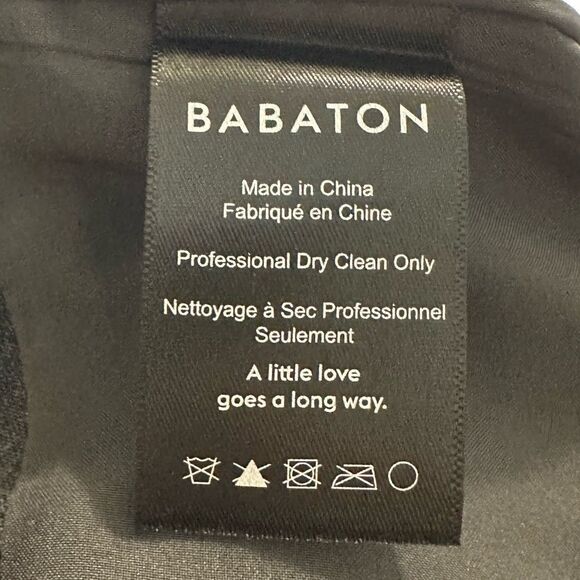 BABATON
Made in China
Fabriqué en Chine
Professional Dry Clean Only
Nettoyage à Sec Professionnel
Seulement
A little love
goes a long way.